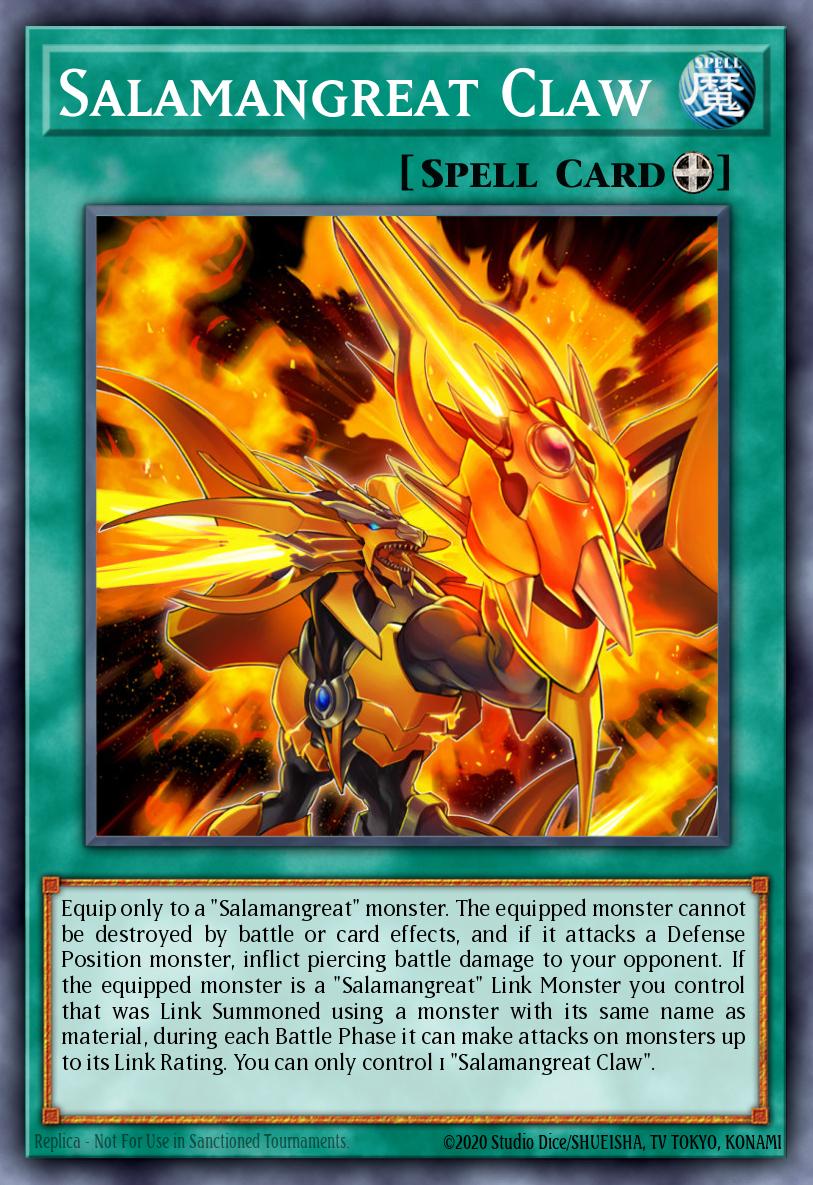 Salamangreat Claw
SPELL
魔
[Spell Card]
Equip only to a "Salamangreat" monster. The equipped monster cannot
be destroyed by battle or card effects, and if it attacks a Defense
Position monster, inflict piercing battle damage to your opponent. If
the equipped monster is a "Salamangreat" Link Monster you control
that was Link Summoned using a monster with its same name as
material, during each Battle Phase it can make attacks on monsters up
to its Link Rating. You can only control 1 "Salamangreat Claw".
Replica - Not For Use in Sanctioned Tournaments.
©2020 Studio Dice/SHUEISHA, TV TOKYO, KONAMI